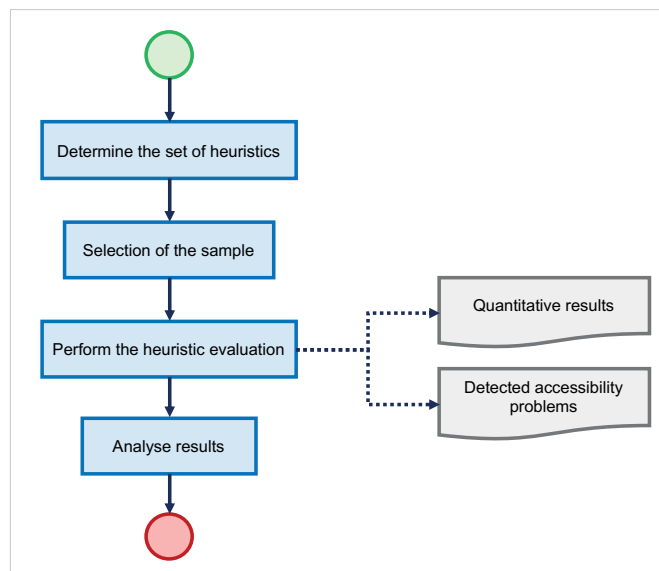 Determine the set of heuristics
Selection of the sample
Perform the heuristic evaluation
Quantitative results
Detected accessibility
problems
Analyse results